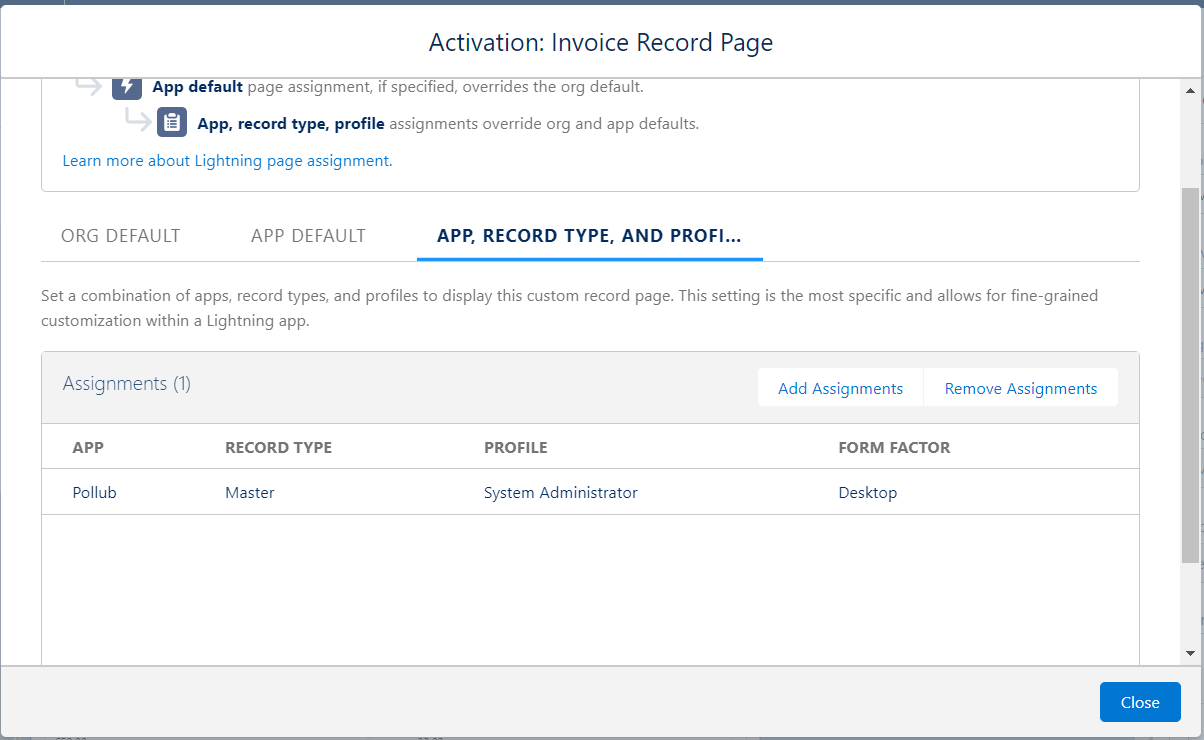 Activation: Invoice Record Page
App default page assignment, if specified, overrides the org default.
App, record type, profile assignments override org and app defaults.
Learn more about Lightning page assignment.
ORG DEFAULT APP DEFAULT APP, RECORD TYPE, AND PROFI...
Set a combination of apps, record types, and profiles to display this custom record page. This setting is the most specific and allows for fine-grained
customization within a Lightning app.
Assignments (1) Add Assignments Remove Assignments
APP RECORD TYPE PROFILE FORM FACTOR
Pollub Master System Administrator Desktop
Close